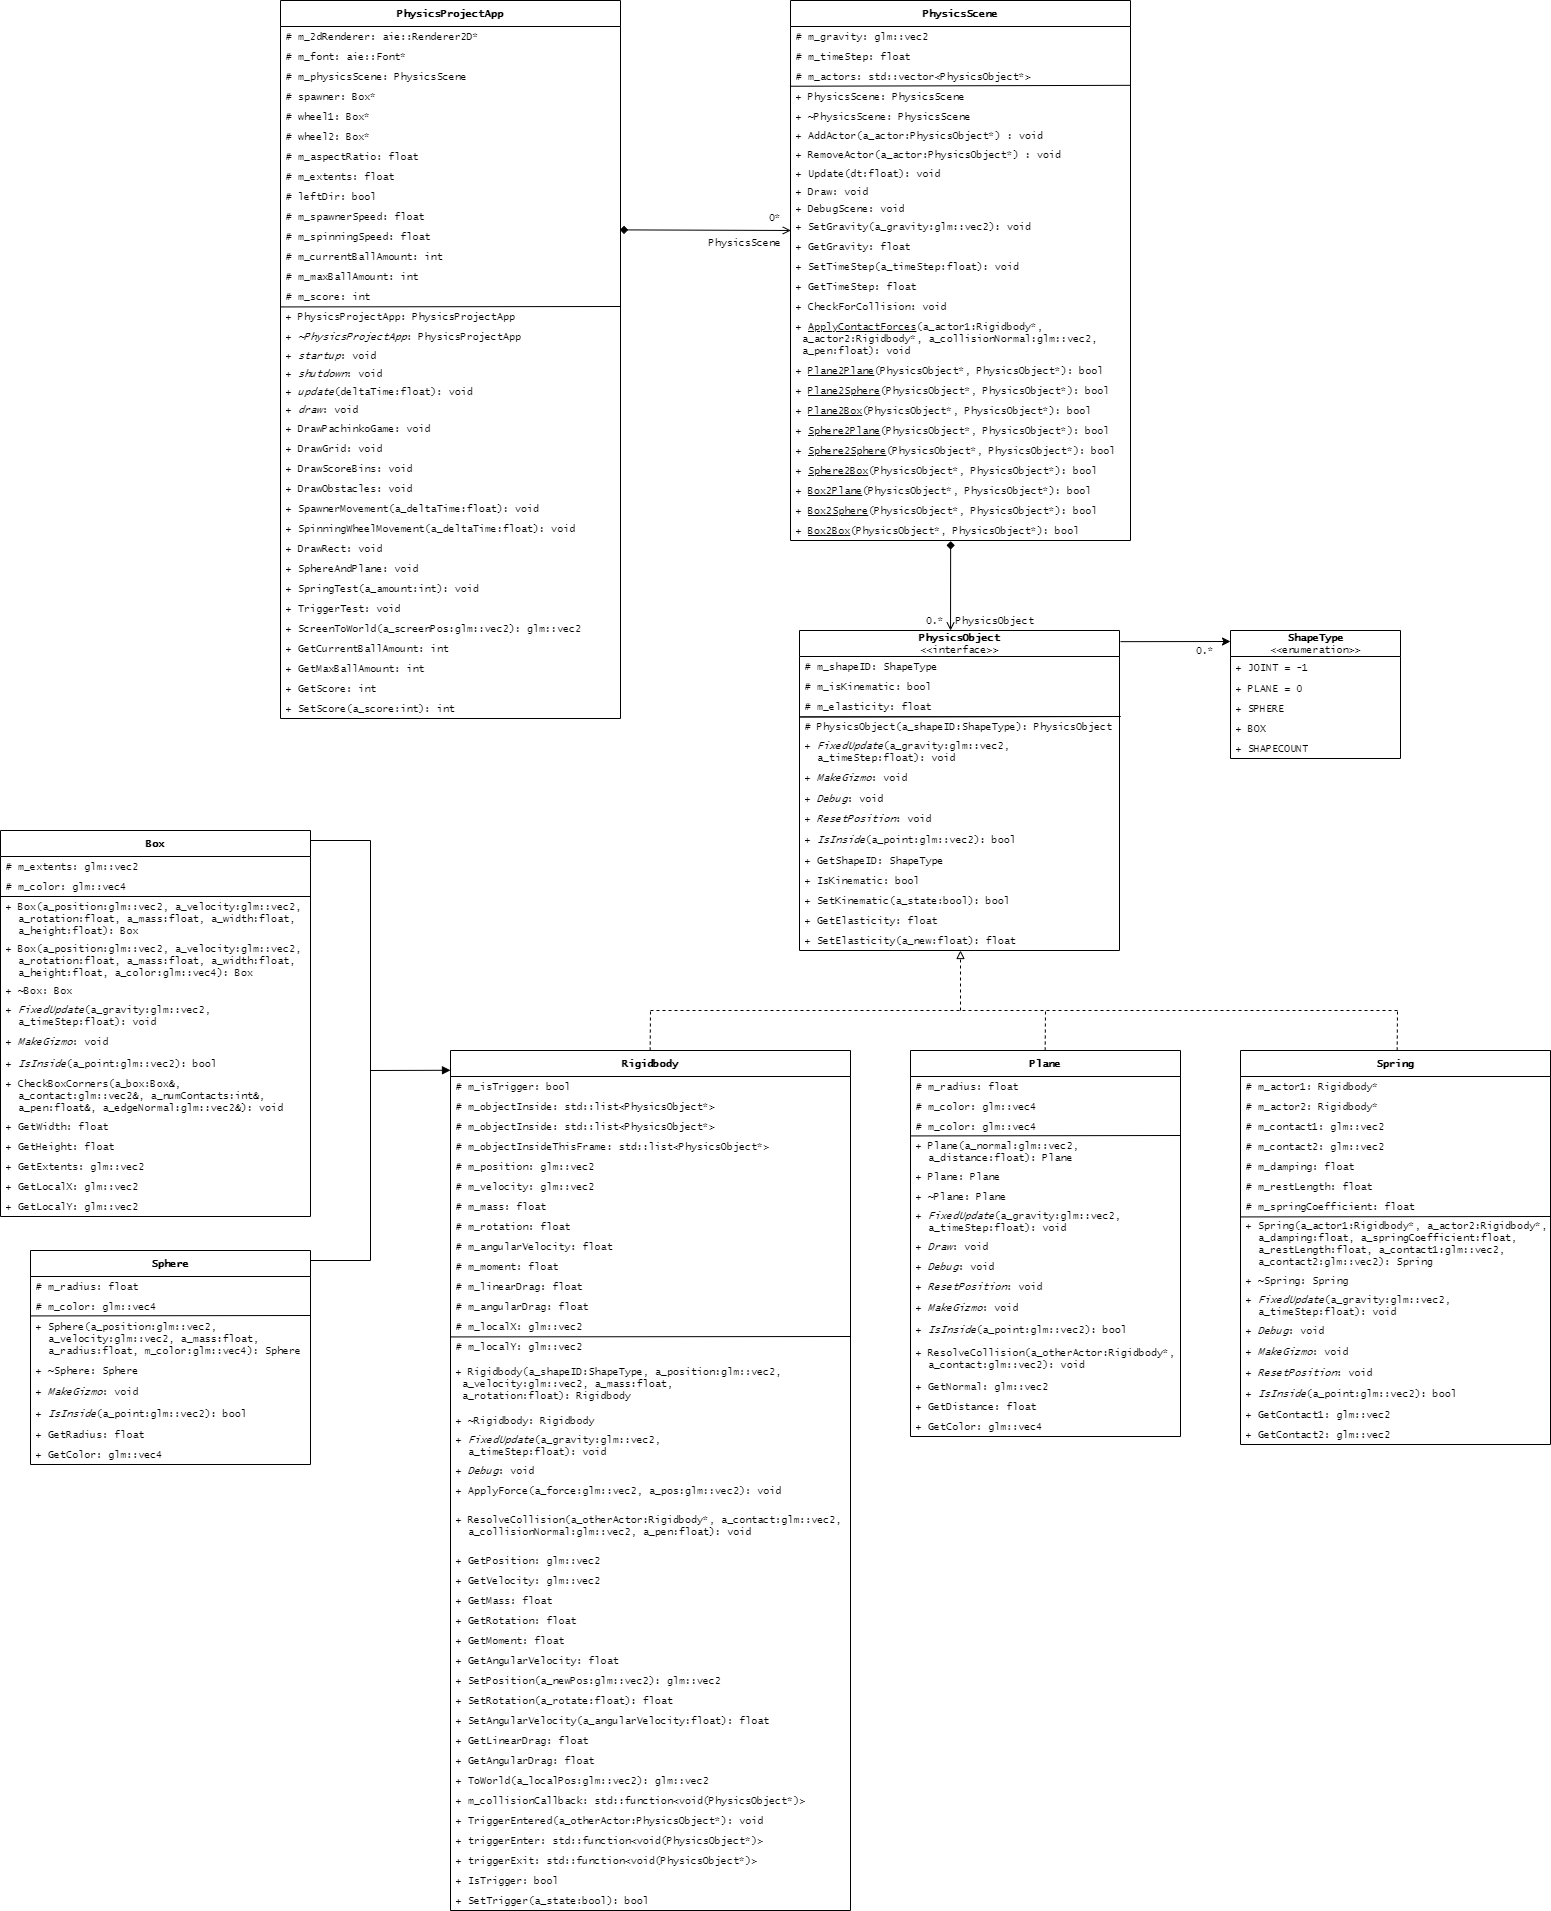 PhysicsProjectApp
# m_2dRenderer: aie::Renderer2D*
# m_font: aie::Font*
# m_physicsScene: PhysicsScene
# spawner: Box*
# wheel1: Box*
# wheel2: Box*
# m_aspectRatio: float
# m_extents: float
# leftDir: bool
# m_spawnerSpeed: float
# m_spinningSpeed: float
# m_currentBallAmount: int
# m_maxBallAmount: int
# m_score: int
+ PhysicsProjectApp: PhysicsProjectApp
+ ~PhysicsProjectApp: PhysicsProjectApp
+ startup: void
+ shutdown: void
+ update(deltaTime:float): void
+ draw: void
+ DrawPachinkoGame: void
+ DrawGrid: void
+ DrawScoreBins: void
+ DrawObstacles: void
+ SpawnerMovement(a_deltaTime:float): void
+ SpinningWheelMovement(a_deltaTime:float): void
+ DrawRect: void
+ SphereAndPlane: void
+ SpringTest(a_amount:int): void
+ TriggerTest: void
+ ScreenToWorld(a_screenPos:glm::vec2): glm::vec2
+ GetCurrentBallAmount: int
+ GetMaxBallAmount: int
+ GetScore: int
+ SetScore(a_score:int): int
0*
PhysicsScene
PhysicsScene
# m_gravity: glm::vec2
# m_timeStep: float
# m_actors: std::vector<PhysicsObject*>
+ PhysicsScene: PhysicsScene
+ ~PhysicsScene: PhysicsScene
+ AddActor(a_actor:PhysicsObject*) : void
+ RemoveActor(a_actor:PhysicsObject*) : void
+ Update(dt:float): void
+ Draw: void
+ DebugScene: void
+ SetGravity(a_gravity:glm::vec2): void
+ GetGravity: float
+ SetTimeStep(a_timeStep:float): void
+ GetTimeStep: float
+ CheckForCollision: void
+ ApplyContactForces(a_actor1:Rigidbody*,
a_actor2:Rigidbody*, a_collisionNormal:glm::vec2,
a_pen:float): void
+ Plane2Plane(PhysicsObject*, PhysicsObject*): bool
+ Plane2Sphere(PhysicsObject*, PhysicsObject*): bool
+ Plane2Box(PhysicsObject*, PhysicsObject*): bool
+ Sphere2Plane(PhysicsObject*, PhysicsObject*): bool
+ Sphere2Sphere(PhysicsObject*, PhysicsObject*): bool
+ Sphere2Box(PhysicsObject*, PhysicsObject*): bool
+ Box2Plane(PhysicsObject*, PhysicsObject*): bool
+ Box2Sphere(PhysicsObject*, PhysicsObject*): bool
+ Box2Box(PhysicsObject*, PhysicsObject*): bool
0.* PhysicsObject
PhysicsObject
<<interface>>
# m_shapeID: ShapeType
# m_isKinematic: bool
# m_elasticity: float
# PhysicsObject(a_shapeID:ShapeType): PhysicsObject
+ FixedUpdate(a_gravity:glm::vec2,
a_timeStep:float): void
+ MakeGizmo: void
+ Debug: void
+ ResetPosition: void
+ IsInside(a_point:glm::vec2): bool
+ GetShapeID: ShapeType
+ IsKinematic: bool
+ SetKinematic(a_state:bool): bool
+ GetElasticity: float
+ SetElasticity(a_new:float): float
0.*
ShapeType
<<enumeration>>
+ JOINT = -1
+ PLANE = 0
+ SPHERE
+ BOX
+ SHAPECOUNT
Box
# m_extents: glm::vec2
# m_color: glm::vec4
+ Box(a_position:glm::vec2, a_velocity:glm::vec2,
a_rotation:float, a_mass:float, a_width:float,
a_height:float): Box
+ Box(a_position:glm::vec2, a_velocity:glm::vec2,
a_rotation:float, a_mass:float, a_width:float,
a_height:float, a_color:glm::vec4): Box
+ ~Box: Box
+ FixedUpdate(a_gravity:glm::vec2,
a_timeStep:float): void
+ MakeGizmo: void
+ IsInside(a_point:glm::vec2): bool
+ CheckBoxCorners(a_box:Box&,
a_contact:glm::vec2&, a_numContacts:int&,
a_pen:float&, a_edgeNormal:glm::vec2&): void
+ GetWidth: float
+ GetHeight: float
+ GetExtents: glm::vec2
+ GetLocalX: glm::vec2
+ GetLocalY: glm::vec2
Sphere
# m_radius: float
# m_color: glm::vec4
+ Sphere(a_position:glm::vec2,
a_velocity:glm::vec2, a_mass:float,
a_radius:float, m_color:glm::vec4): Sphere
+ ~Sphere: Sphere
+ MakeGizmo: void
+ IsInside(a_point:glm::vec2): bool
+ GetRadius: float
+ GetColor: glm::vec4
Rigidbody
# m_isTrigger: bool
# m_objectInside: std::list<PhysicsObject*>
# m_objectInside: std::list<PhysicsObject*>
# m_objectInsideThisFrame: std::list<PhysicsObject*>
# m_position: glm::vec2
# m_velocity: glm::vec2
# m_mass: float
# m_rotation: float
# m_angularVelocity: float
# m_moment: float
# m_linearDrag: float
# m_angularDrag: float
# m_localX: glm::vec2
# m_localY: glm::vec2
+ Rigidbody(a_shapeID:ShapeType, a_position:glm::vec2,
a_velocity:glm::vec2, a_mass:float,
a_rotation:float): Rigidbody
+ ~Rigidbody: Rigidbody
+ FixedUpdate(a_gravity:glm::vec2,
a_timeStep:float): void
+ Debug: void
+ ApplyForce(a_force:glm::vec2, a_pos:glm::vec2): void
+ ResolveCollision(a_otherActor:Rigidbody*, a_contact:glm::vec2,
a_collisionNormal:glm::vec2, a_pen:float): void
+ GetPosition: glm::vec2
+ GetVelocity: glm::vec2
+ GetMass: float
+ GetRotation: float
+ GetMoment: float
+ GetAngularVelocity: float
+ SetPosition(a_newPos:glm::vec2): glm::vec2
+ SetRotation(a_rotate:float): float
+ SetAngularVelocity(a_angularVelocity:float): float
+ GetLinearDrag: float
+ GetAngularDrag: float
+ ToWorld(a_localPos:glm::vec2): glm::vec2
+ m_collisionCallback: std::function<void(PhysicsObject*)>
+ TriggerEntered(a_otherActor:PhysicsObject*): void
+ triggerEnter: std::function<void(PhysicsObject*)>
+ triggerExit: std::function<void(PhysicsObject*)>
+ IsTrigger: bool
+ SetTrigger(a_state:bool): bool
Plane
# m_radius: float
# m_color: glm::vec4
# m_color: glm::vec4
+ Plane(a_normal:glm::vec2,
a_distance:float): Plane
+ Plane: Plane
+ ~Plane: Plane
+ FixedUpdate(a_gravity:glm::vec2,
a_timeStep:float): void
+ Draw: void
+ Debug: void
+ ResetPosition: void
+ MakeGizmo: void
+ IsInside(a_point:glm::vec2): bool
+ ResolveCollision(a_otherActor:Rigidbody*,
a_contact:glm::vec2): void
+ GetNormal: glm::vec2
+ GetDistance: float
+ GetColor: glm::vec4
Spring
# m_actor1: Rigidbody*
# m_actor2: Rigidbody*
# m_contact1: glm::vec2
# m_contact2: glm::vec2
# m_damping: float
# m_restLength: float
# m_springCoefficient: float
+ Spring(a_actor1:Rigidbody*, a_actor2:Rigidbody*,
a_damping:float, a_springCoefficient:float,
a_restLength:float, a_contact1:glm::vec2,
a_contact2:glm::vec2): Spring
+ ~Spring: Spring
+ FixedUpdate(a_gravity:glm::vec2,
a_timeStep:float): void
+ Debug: void
+ MakeGizmo: void
+ ResetPosition: void
+ IsInside(a_point:glm::vec2): bool
+ GetContact1: glm::vec2
+ GetContact2: glm::vec2